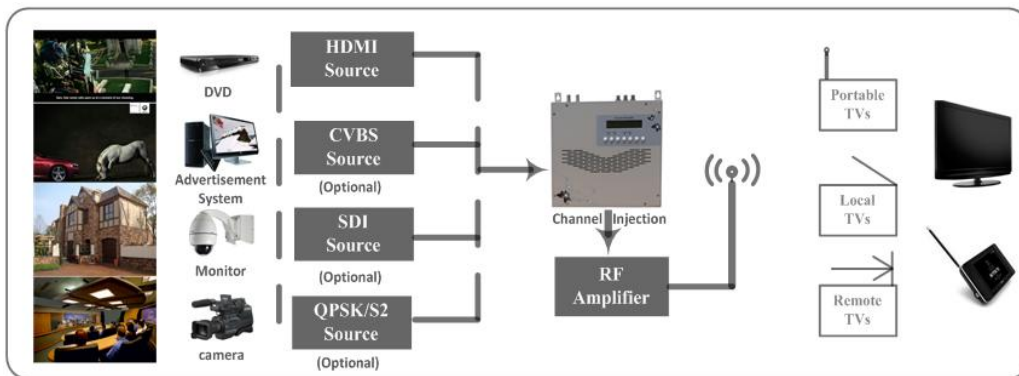 DVD
Advertisement
System
Monitor
camera
HDMI
Source
CVBS
Source
(Optional)
SDI
Source
(Optional)
QPSK/S2
Source
(Optional)
Channel Injection
RF
Amplifier
Portable
TVs
Local
TVs
Remote
TVs